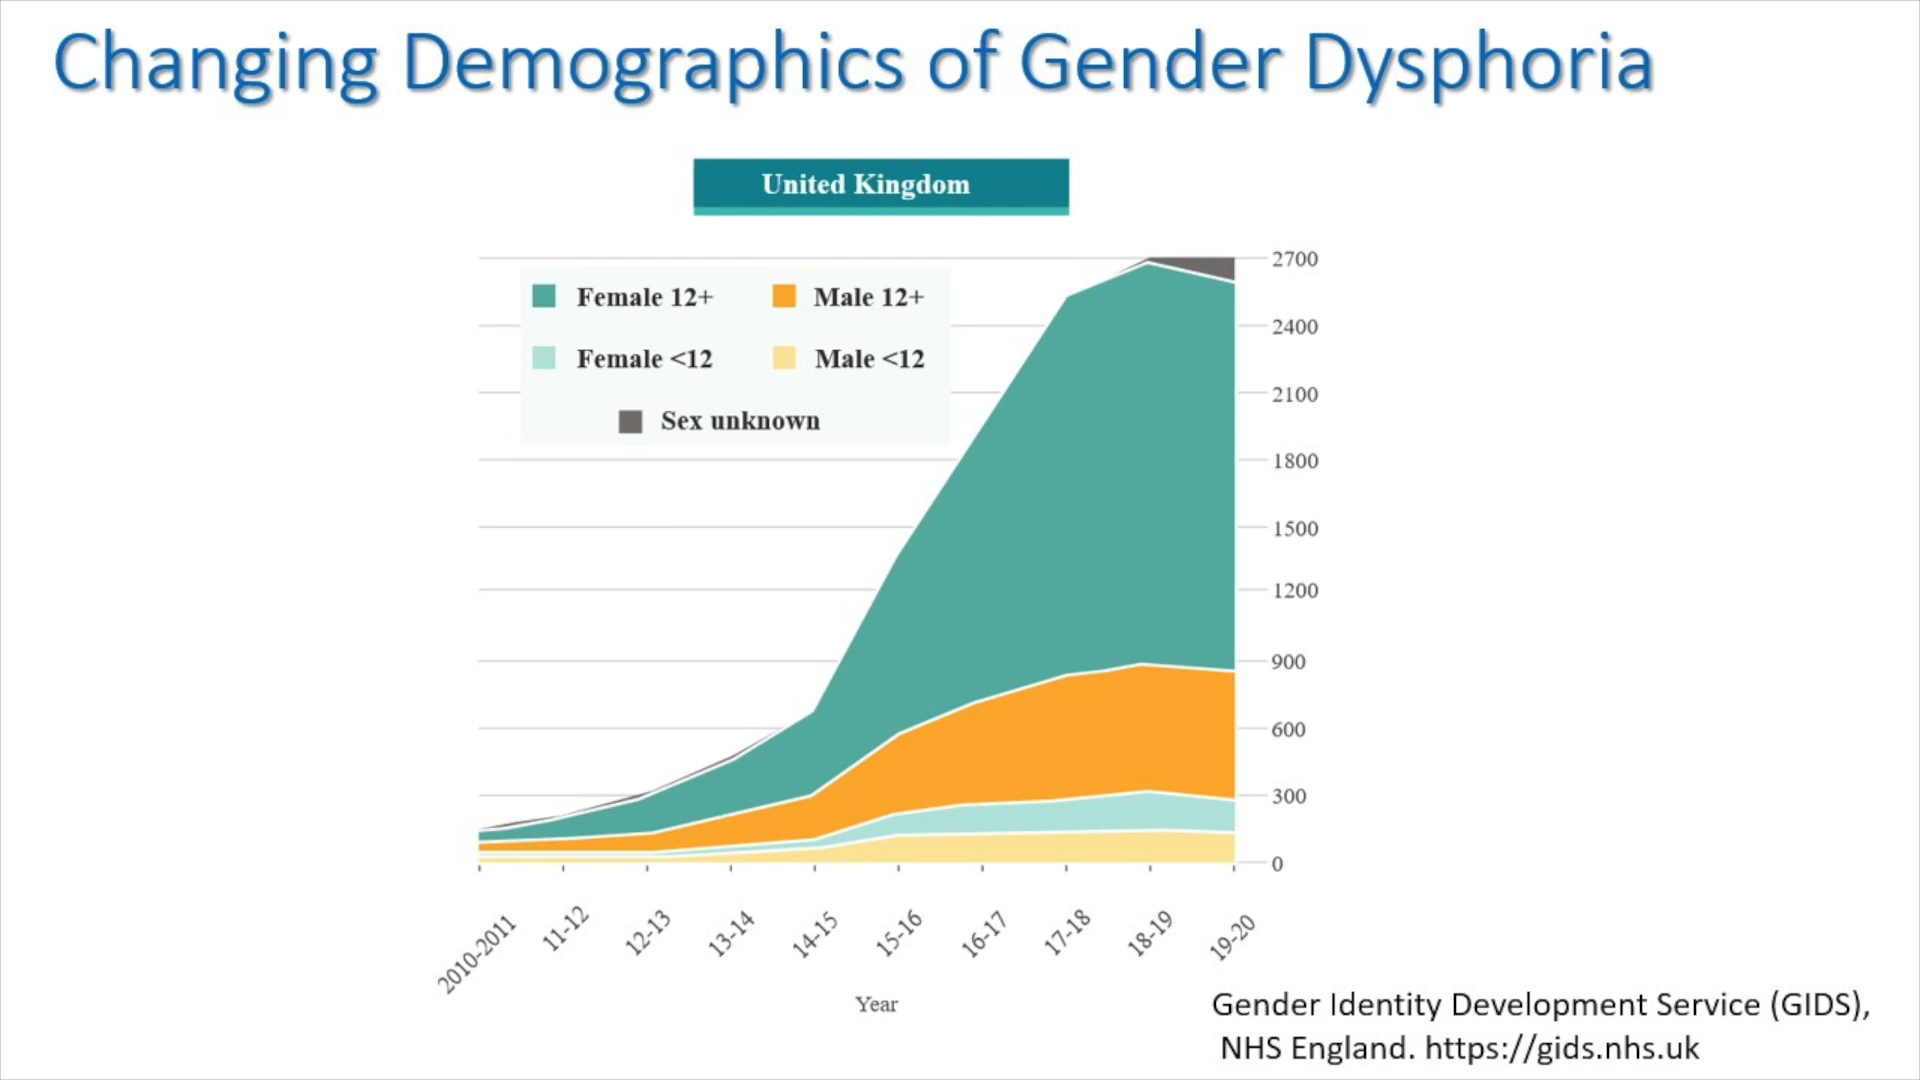 Changing Demographics of Gender Dysphoria
United Kingdom
Female 12+
Male 12+
Female <12
Male <12
Sex unknown
2700
2400
2100
1800
1500
1200
900
600
300
0
2010-2011
11-12
12-13
13-14
14-15
15-16
16-17
17-18
18-19
19-20
Year
Gender Identity Development Service (GIDS),
NHS England. https://gids.nhs.uk